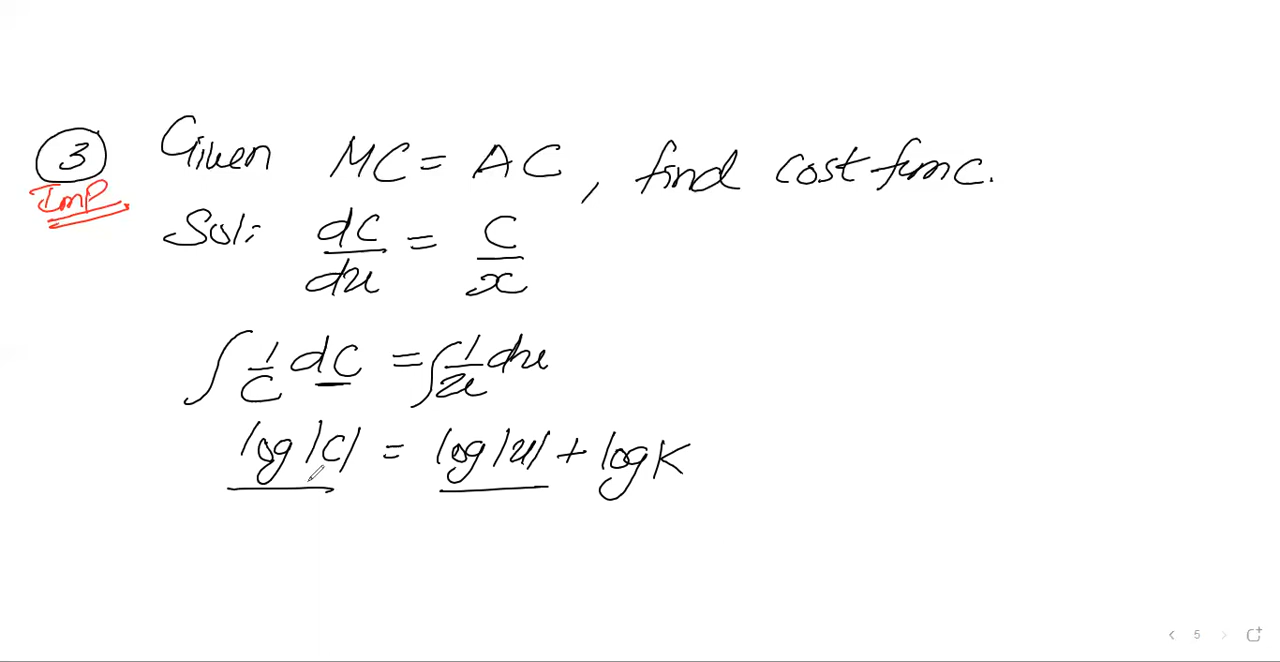 ③ Given MC = AC, find cost func.
Imp
Sol: dC/dx = C/x
∫ 1/C dC = ∫ 1/x dx
log|C| = log|x| + log K
5